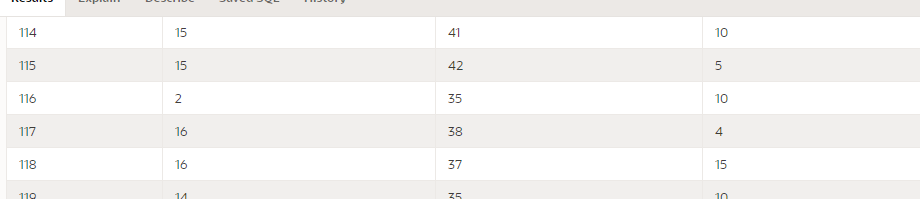 Results Explain Describe Saved SQL History
114 15 41 10
115 15 42 5
116 2 35 10
117 16 38 4
118 16 37 15
119 14 35 10